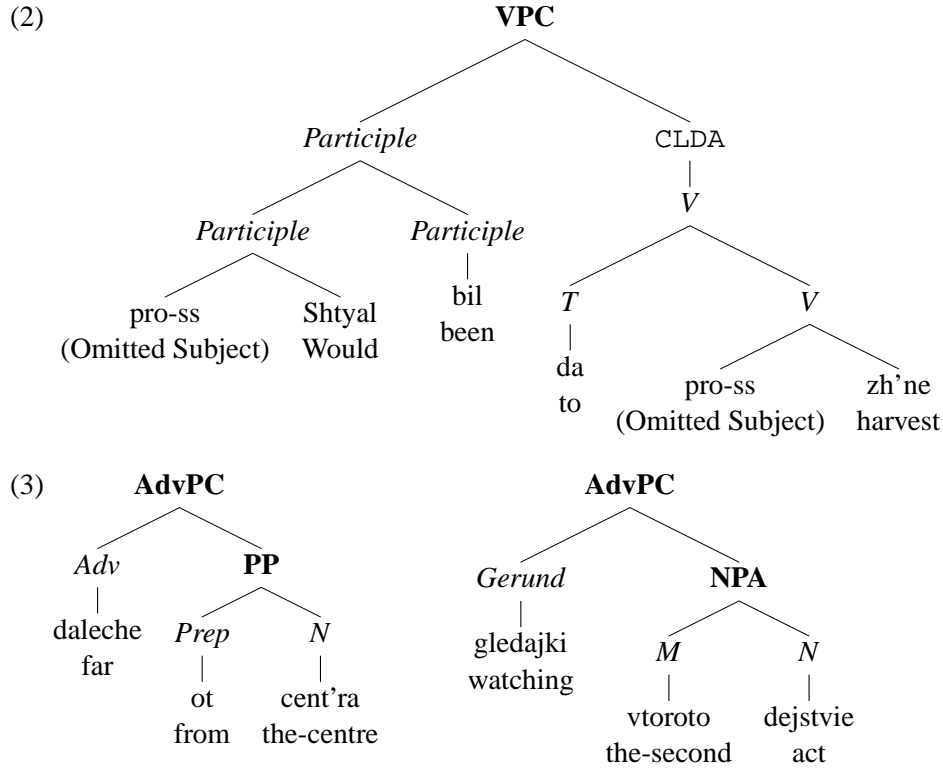 (2) VPC
Participle CLDA
Participle Participle V
pro-ss Shtyal bil T V
(Omitted Subject) Would been
da pro-ss zh'ne
to (Omitted Subject) harvest
(3) AdvPC AdvPC
Adv PP Gerund NPA
daleche Prep N gledajki M N
far watching
ot cent'ra vtoroto dejstvie
from the-centre the-second act